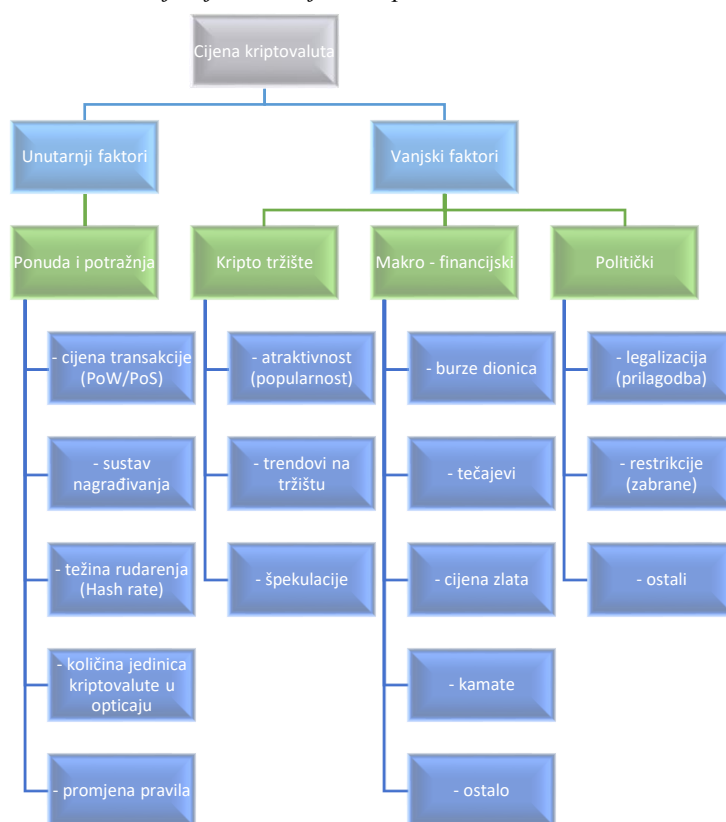 Cijena kriptovaluta
Unutarnji faktori
Vanjski faktori
Ponuda i potražnja
Kripto tržište
Makro - financijski
Politički
- cijena transakcije
(PoW/PoS)
- sustav
nagrađivanja
- težina rudarenja
(Hash rate)
- količina jedinica
kriptovalute u
opticaju
- promjena pravila
- atraktivnost
(popularnost)
- trendovi na
tržištu
- špekulacije
- burze dionica
- tečajevi
- cijena zlata
- kamate
- ostalo
- legalizacija
(prilagodba)
- restrikcije
(zabrane)
- ostali